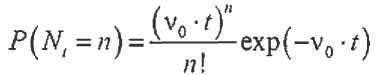 P(N_t = n) = \frac{(ν_0 · t)^n}{n!} exp(−ν_0 · t)